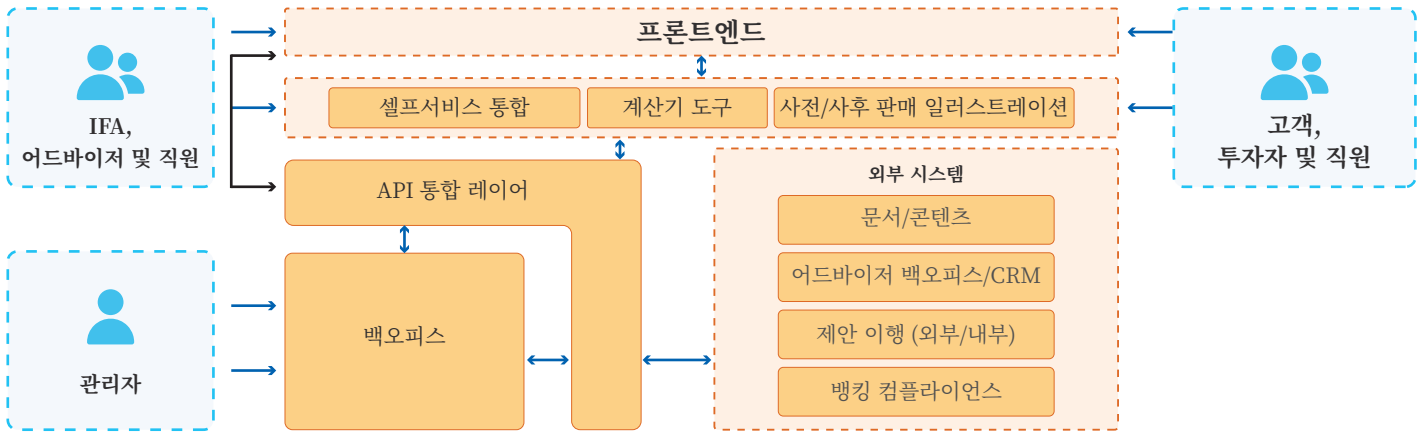 프론트엔드
IFA,
어드바이저 및 직원
셀프서비스 통합
계산기 도구
사전/사후 판매 일러스트레이션
고객,
투자자 및 직원
API 통합 레이어
외부 시스템
문서/콘텐츠
어드바이저 백오피스/CRM
제안 이행 (외부/내부)
뱅킹 컴플라이언스
백오피스
관리자